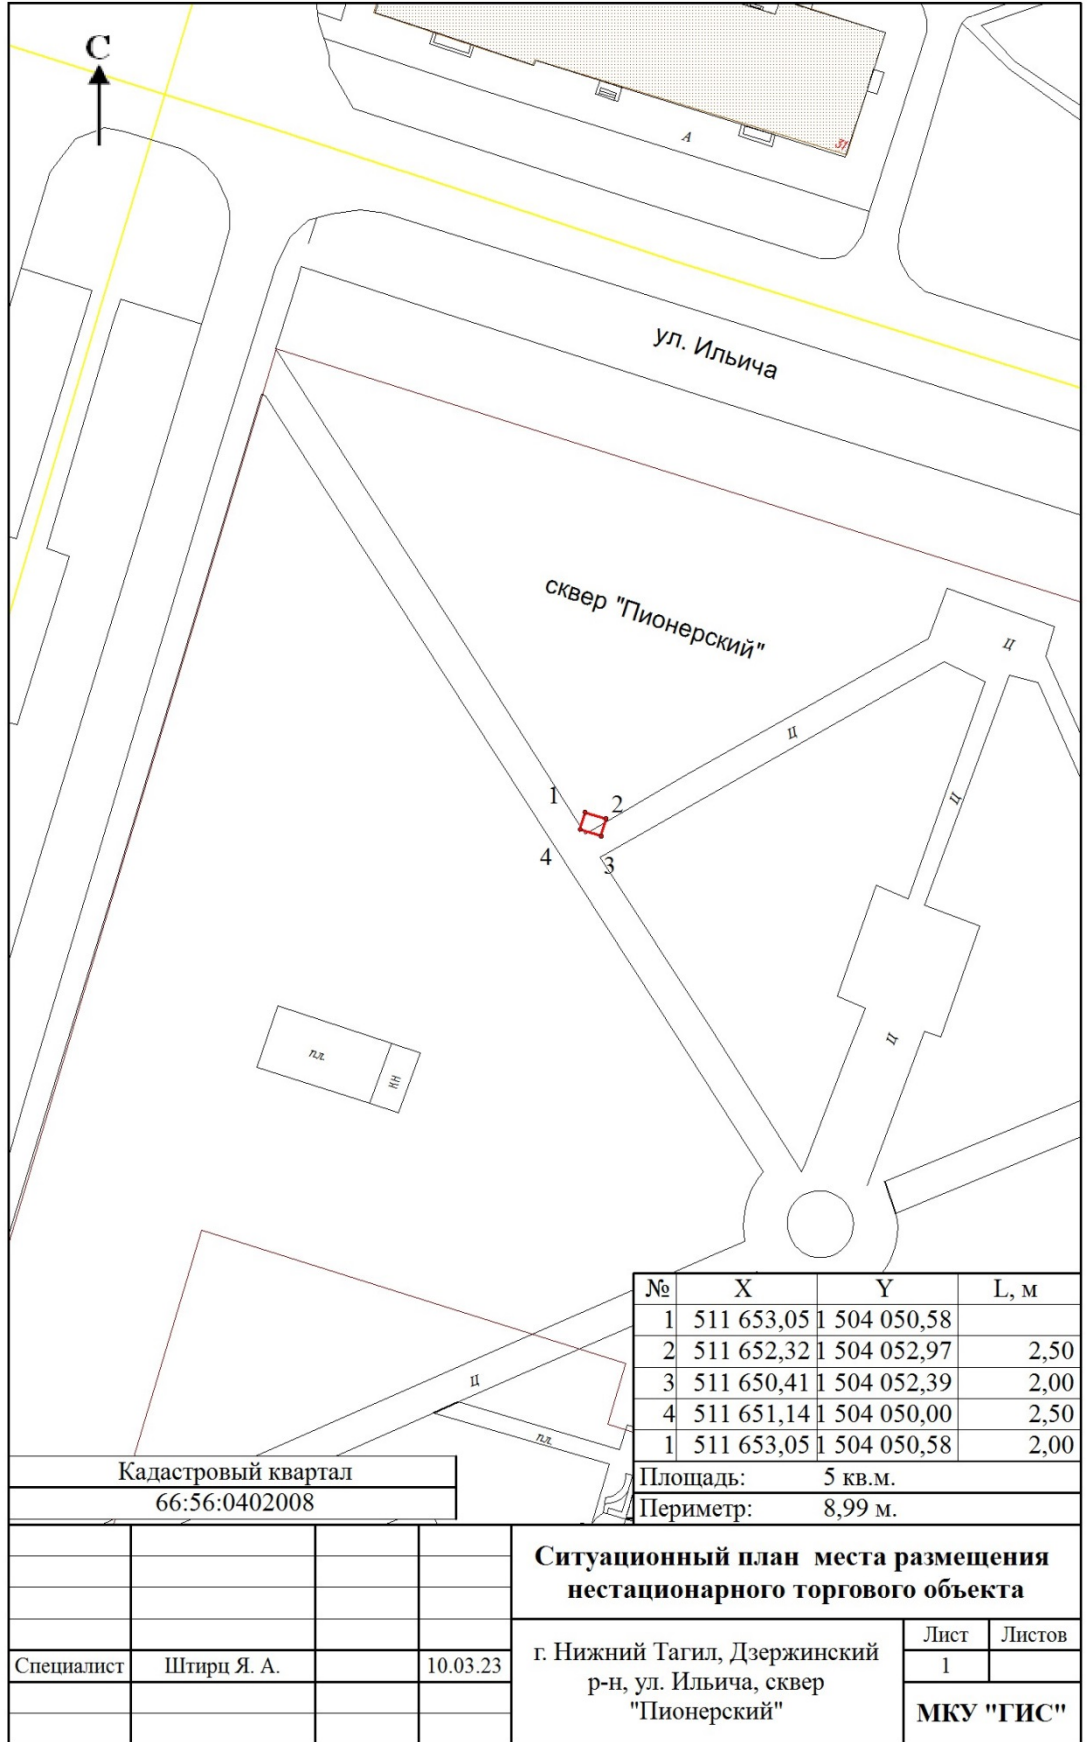 С
А
37
ул. Ильича
сквер "Пионерский"
Ц
Ц
Ц
1
2
4
3
Ц
пл.
КН
Ц
пл.
№ X Y L, м
1 511 653,05 1 504 050,58
2 511 652,32 1 504 052,97 2,50
3 511 650,41 1 504 052,39 2,00
4 511 651,14 1 504 050,00 2,50
1 511 653,05 1 504 050,58 2,00
Площадь: 5 кв.м.
Периметр: 8,99 м.
Кадастровый квартал
66:56:0402008
Ситуационный план места размещения
нестационарного торгового объекта
Специалист Штирц Я. А. 10.03.23
г. Нижний Тагил, Дзержинский
р-н, ул. Ильича, сквер
"Пионерский"
Лист Листов
1
МКУ "ГИС"